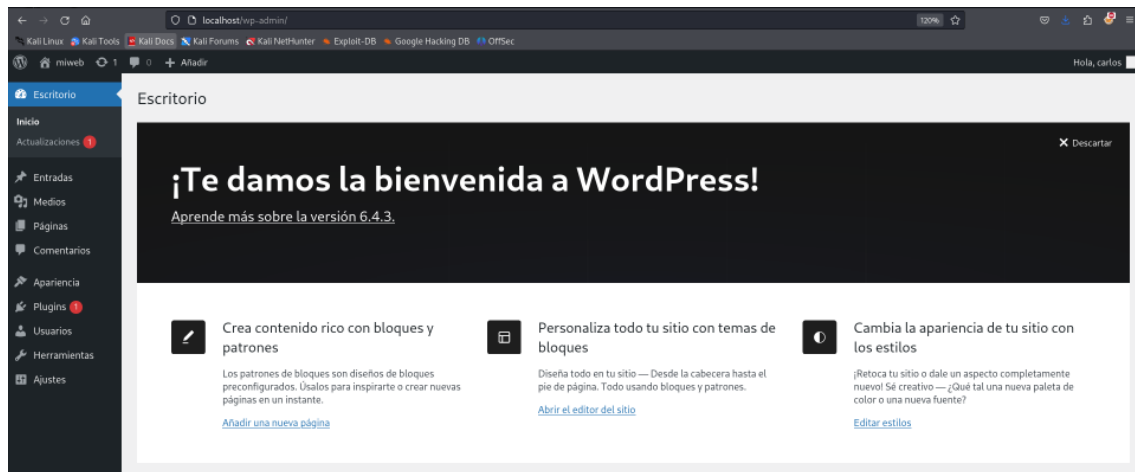 localhost/wp-admin/
120%
Kali Linux Kali Tools Kali Docs Kali Forums Kali NetHunter Exploit-DB Google Hacking DB OffSec
miweb 1 0 Añadir
Hola, carlos
Escritorio
Inicio
Actualizaciones 1
Entradas
Medios
Páginas
Comentarios
Apariencia
Plugins 1
Usuarios
Herramientas
Ajustes
Escritorio
Descartar
¡Te damos la bienvenida a WordPress!
Aprende más sobre la versión 6.4.3.
Crea contenido rico con bloques y
patrones
Los patrones de bloques son diseños de bloques
preconfigurados. Úsalos para inspirarte o crear nuevas
páginas en un instante.
Añadir una nueva página
Personaliza todo tu sitio con temas de
bloques
Diseña todo en tu sitio — Desde la cabecera hasta el
pie de página. Todo usando bloques y patrones.
Abrir el editor del sitio
Cambia la apariencia de tu sitio con
los estilos
¡Retoca tu sitio o dale un aspecto completamente
nuevo! Sé creativo — ¿Qué tal una nueva paleta de
color o una nueva fuente?
Editar estilos